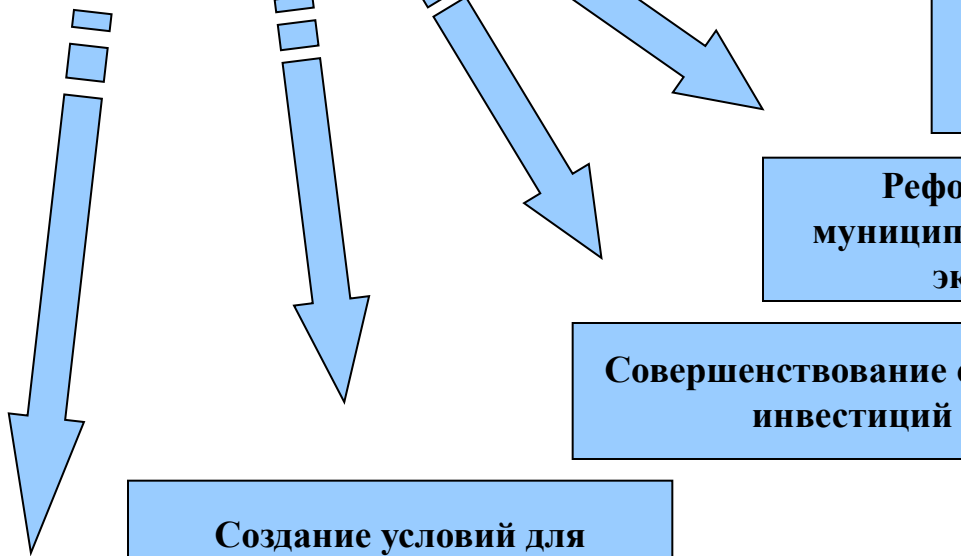 Рефо
муницип
эк
Совершенствование
инвестиций
Создание условий для